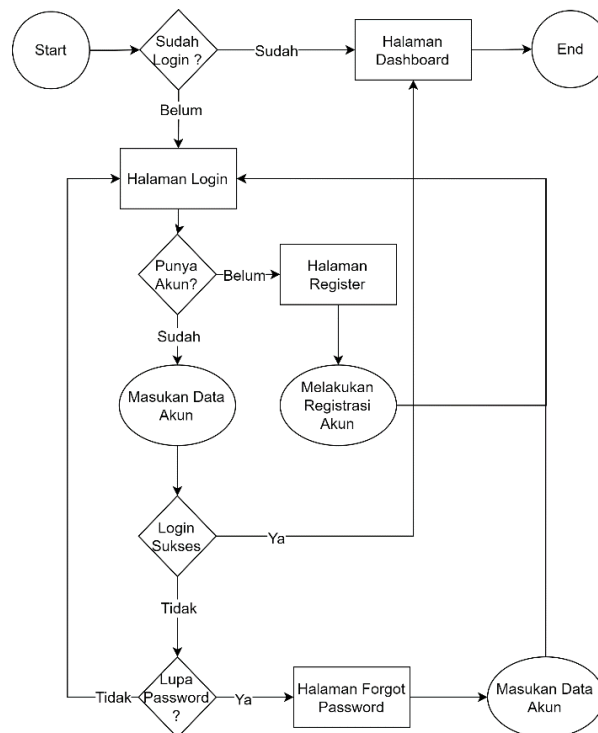 Start
Sudah
Login ?
Sudah
Halaman
Dashboard
End
Belum
Halaman Login
Punya
Akun?
Belum
Halaman
Register
Sudah
Masukan Data
Akun
Melakukan
Registrasi
Akun
Login
Sukses
Ya
Tidak
Lupa
Password
?
Tidak
Ya
Halaman Forgot
Password
Masukan Data
Akun